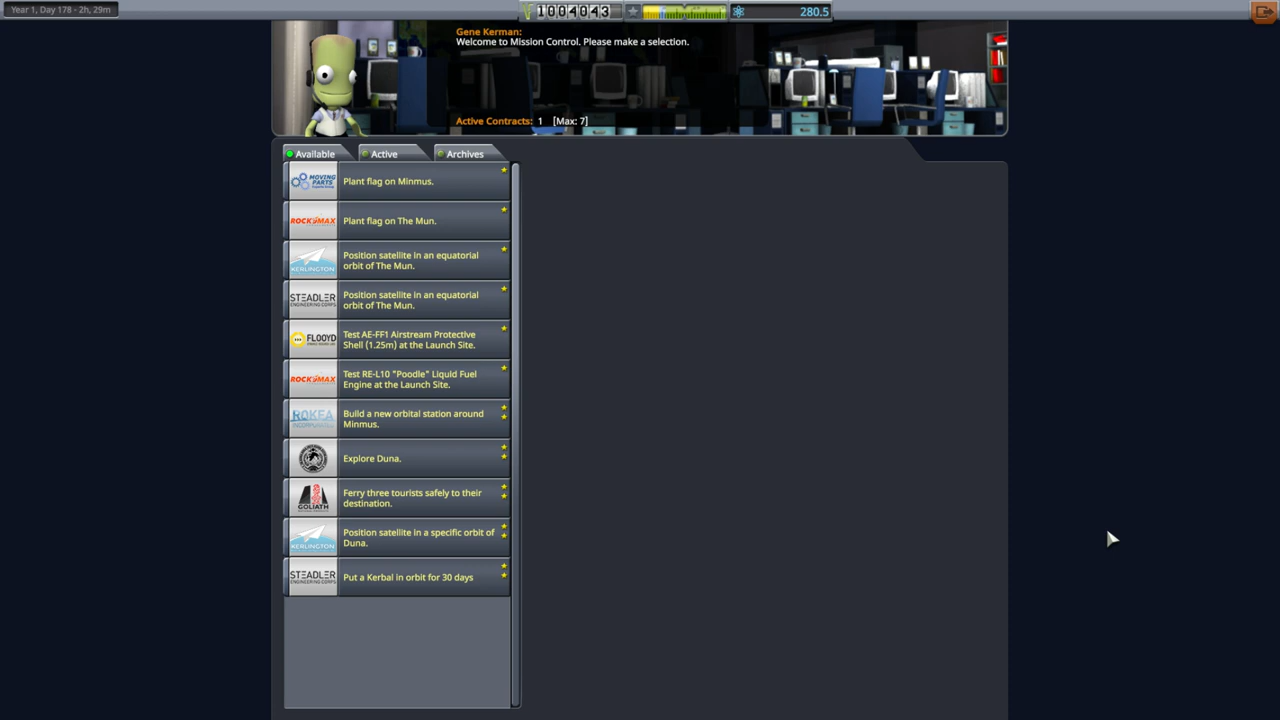 Year 1, Day 178 - 2h, 29m
1004043
280.5
Gene Kerman:
Welcome to Mission Control. Please make a selection.
Active Contracts: 1 [Max: 7]
Available
Active
Archives
MOVING PARTS
Plant flag on Minmus.
ROCKOMAX
Plant flag on The Mun.
KERLINGTON
Position satellite in an equatorial
orbit of The Mun.
STEADLER
ENGINEERING CORPS
Position satellite in an equatorial
orbit of The Mun.
FLOOYD
Test AE-FF1 Airstream Protective
Shell (1.25m) at the Launch Site.
ROCKOMAX
Test RE-L10 "Poodle" Liquid Fuel
Engine at the Launch Site.
ROKEA
INCORPORATED
Build a new orbital station around
Minmus.
Explore Duna.
GOLIATH
Ferry three tourists safely to their
destination.
KERLINGTON
Position satellite in a specific orbit of
Duna.
STEADLER
ENGINEERING CORPS
Put a Kerbal in orbit for 30 days